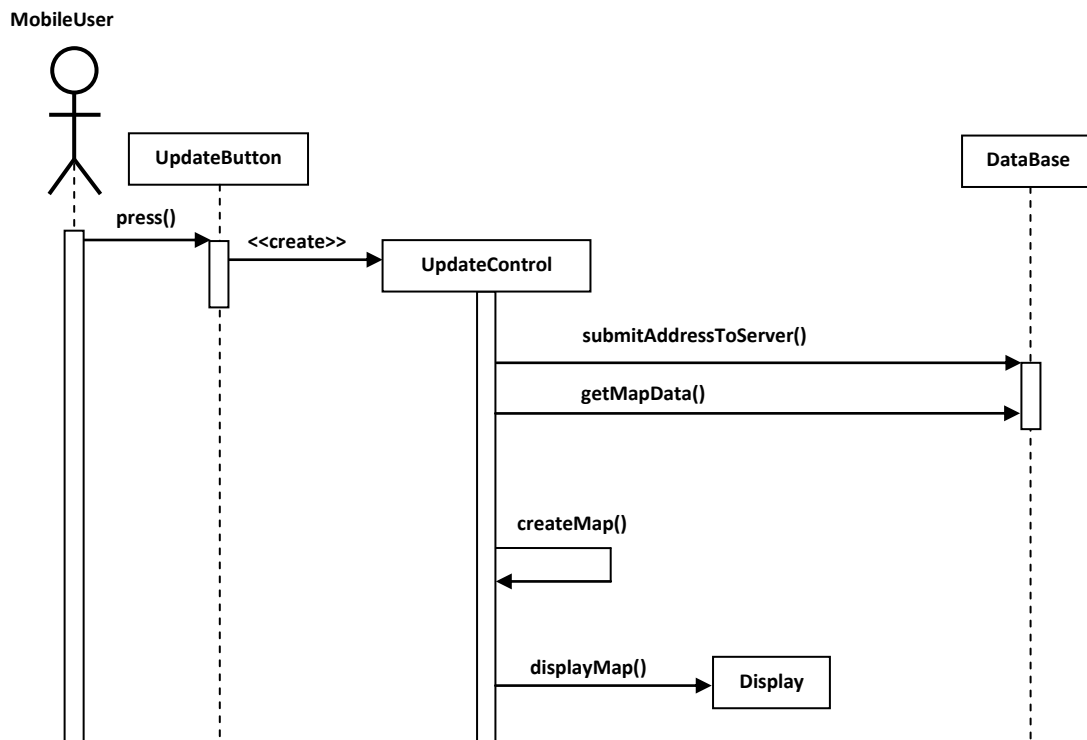 MobileUser
UpdateButton
DataBase
press()
<<create>>
UpdateControl
submitAddressToServer()
getMapData()
createMap()
displayMap()
Display